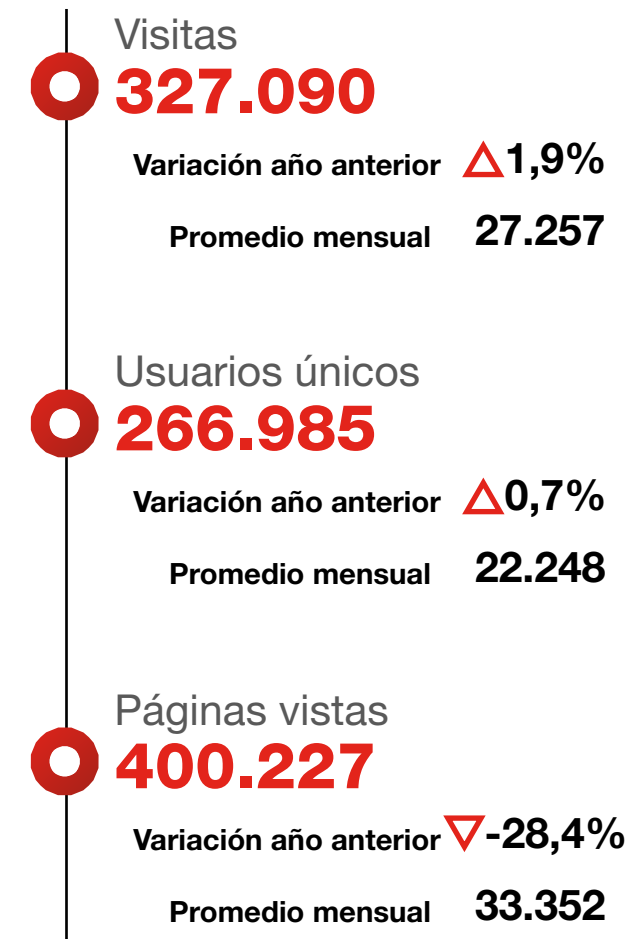 Visitas
327.090
Variación año anterior △1,9%
Promedio mensual 27.257
Usuarios únicos
266.985
Variación año anterior △0,7%
Promedio mensual 22.248
Páginas vistas
400.227
Variación año anterior ▽-28,4%
Promedio mensual 33.352